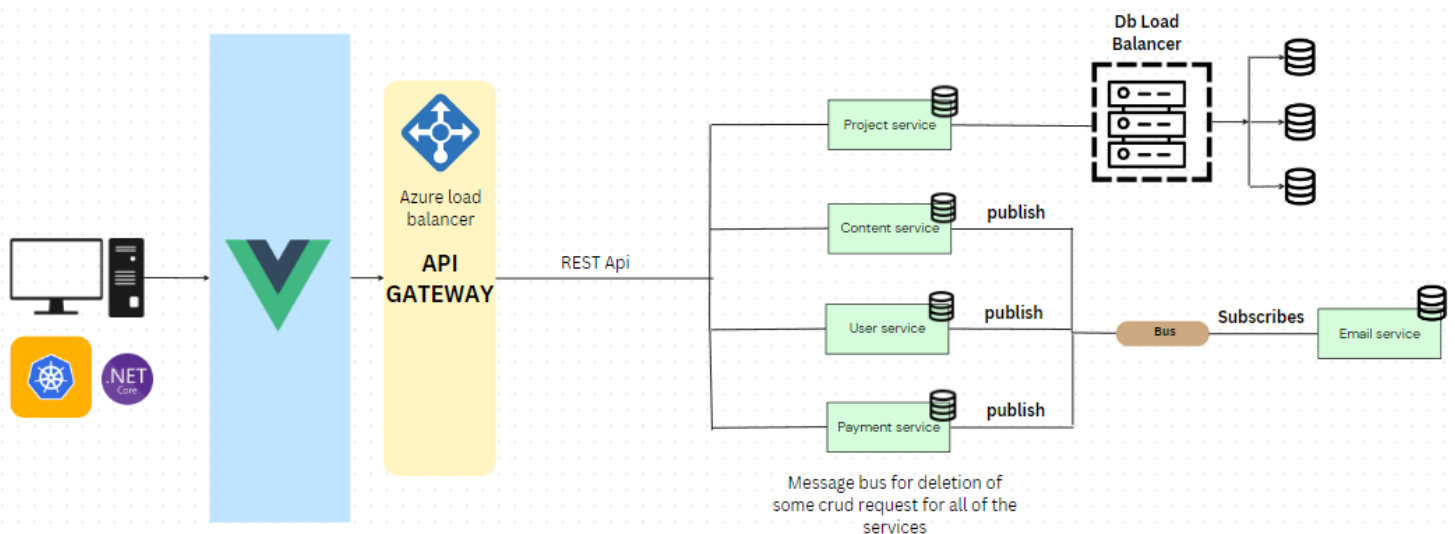 Db Load
Balancer
Project service
Azure load
balancer
API
GATEWAY
REST Api
Content service
publish
User service
publish
Bus
Subscribes
Email service
.NET
Core
Payment service
publish
Message bus for deletion of
some crud request for all of the
services